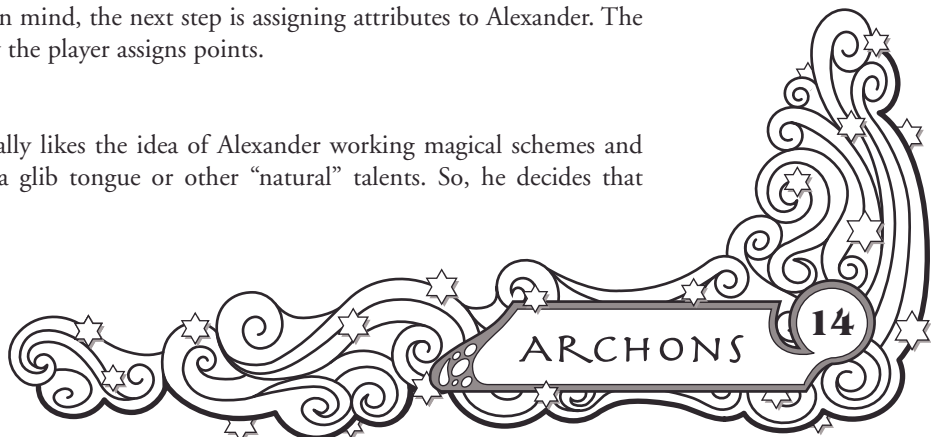 n mind, the next step is assigning attributes to Alexander. The
the player assigns points.
ally likes the idea of Alexander working magical schemes and
a glib tongue or other “natural” talents. So, he decides that
ARCHONS
14